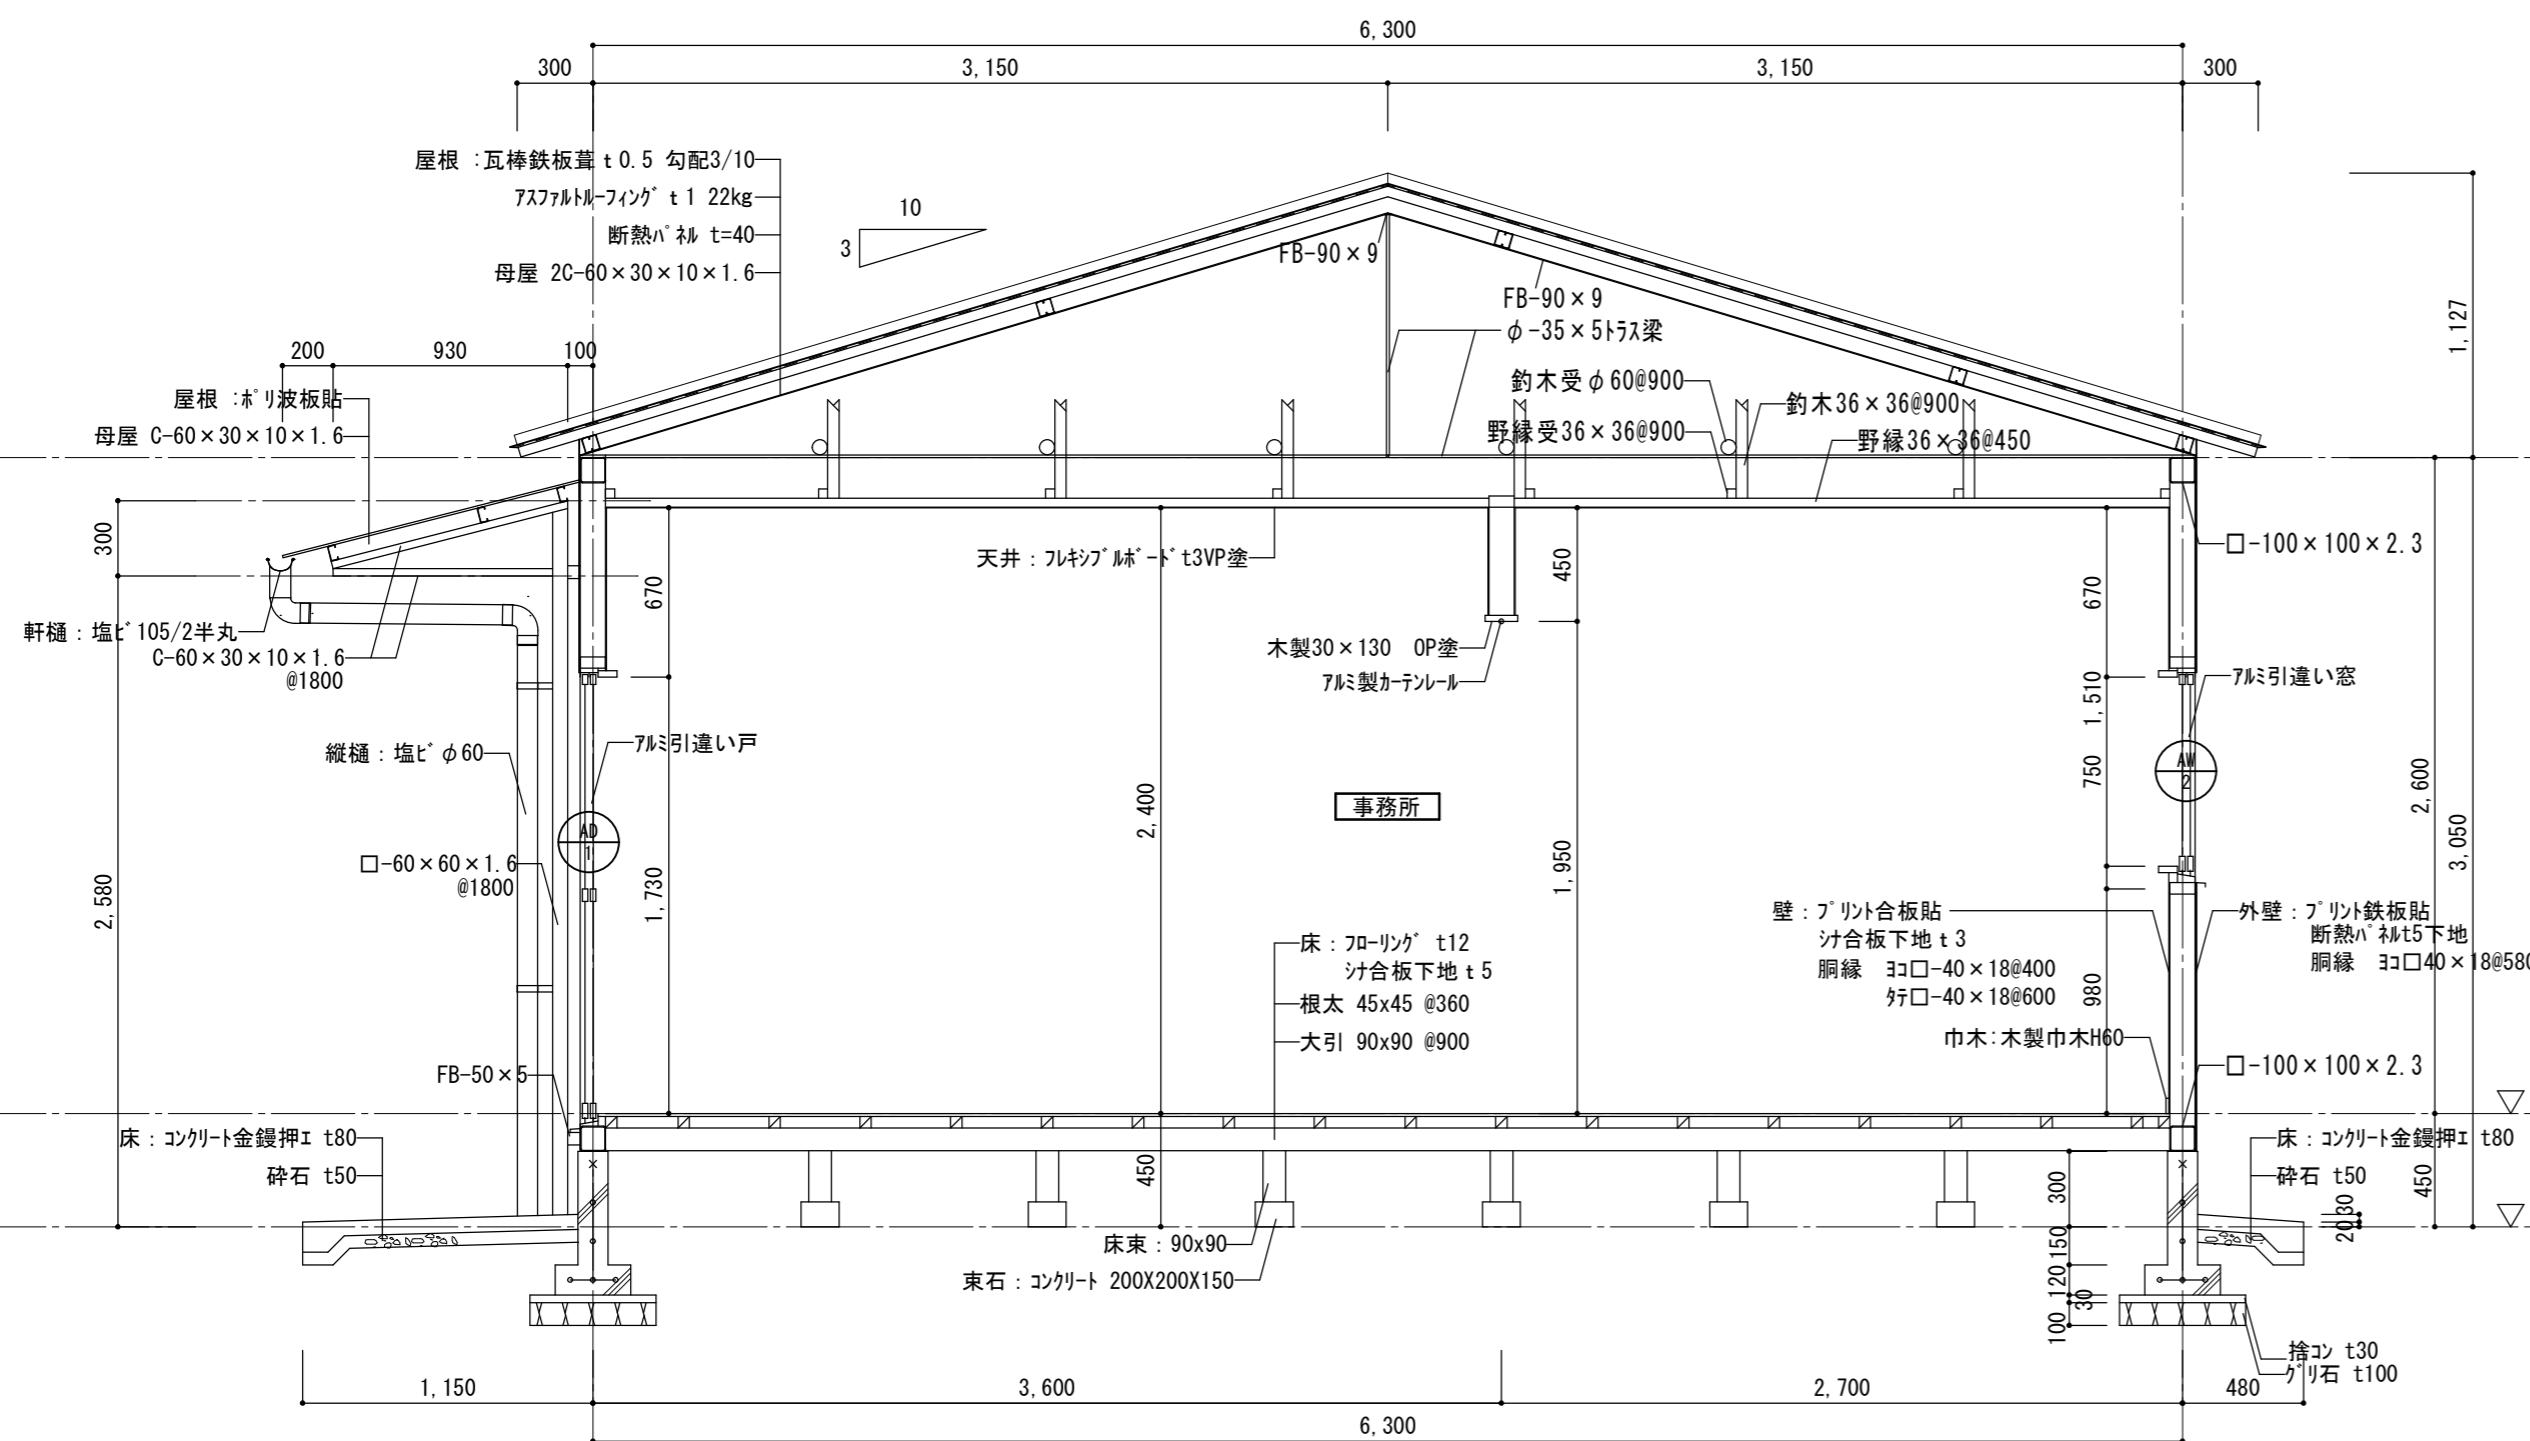 6,300
300
3,150
3,150
300
屋根 :瓦棒鉄板葺 t 0.5 勾配3/10
ｱｽﾌｧﾙﾄﾙｰﾌｨﾝｸﾞ t 1 22kg
断熱ﾊﾟﾈﾙ t=40
母屋 2C-60×30×10×1.6
10
3
FB-90×9
FB-90×9
φ-35×5ﾄﾗｽ梁
1,127
200
930
100
屋根 :ﾎﾟﾘ波板貼
母屋 C-60×30×10×1.6
釣木受φ60@900
釣木36×36@900
野縁受36×36@900
野縁36×36@450
300
天井：ﾌﾚｷｼﾌﾞﾙﾎﾞｰﾄﾞt3VP塗
450
□-100×100×2.3
670
670
軒樋：塩ﾋﾞ105/2半丸
C-60×30×10×1.6
@1800
木製30×130 OP塗
ｱﾙﾐ製ｶｰﾃﾝﾚｰﾙ
ｱﾙﾐ引違い窓
1,510
縦樋：塩ﾋﾞφ60
ｱﾙﾐ引違い戸
AW
2
750
2,400
事務所
2,600
3,050
AD
1
□-60×60×1.6
@1800
2,580
1,730
1,950
壁：ﾌﾟﾘﾝﾄ合板貼
ｼﾅ合板下地 t 3
胴縁 ﾖｺ□-40×18@400
ﾀﾃ□-40×18@600
980
外壁：ﾌﾟﾘﾝﾄ鉄板貼
断熱ﾊﾟﾈﾙt5下地
胴縁 ﾖｺ□40×18@580
床：ﾌﾛｰﾘﾝｸﾞ t12
ｼﾅ合板下地 t 5
根太 45x45 @360
大引 90x90 @900
巾木:木製巾木H60
FB-50×5
□-100×100×2.3
床：ｺﾝｸﾘｰﾄ金鏝押ｴ t80
砕石 t50
450
300
床：ｺﾝｸﾘｰﾄ金鏝押ｴ t80
砕石 t50
450
30
20
床束：90x90
束石：ｺﾝｸﾘｰﾄ 200X200X150
150
120
30
100
捨ｺﾝ t30
ｸﾞﾘ石 t100
1,150
3,600
2,700
480
6,300